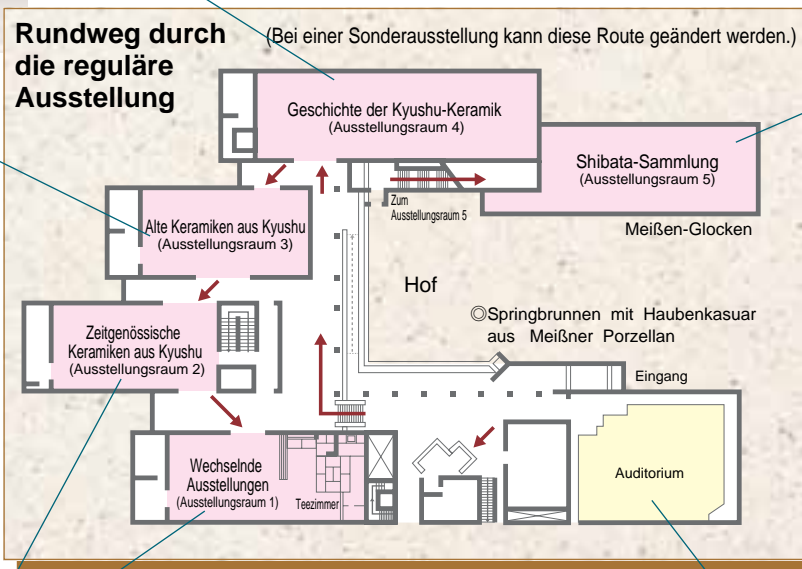 Rundweg durch
die reguläre
Ausstellung
(Bei einer Sonderausstellung kann diese Route geändert werden.)
Geschichte der Kyushu-Keramik
(Ausstellungsraum 4)
Shibata-Sammlung
(Ausstellungsraum 5)
Zum
Ausstellungsraum 5
Alte Keramiken aus Kyushu
(Ausstellungsraum 3)
Meißen-Glocken
Hof
◎Springbrunnen mit Haubenkasuar
aus Meißner Porzellan
Zeitgenössische
Keramiken aus Kyushu
(Ausstellungsraum 2)
Eingang
Wechselnde
Ausstellungen
(Ausstellungsraum 1)
Teezimmer
Auditorium